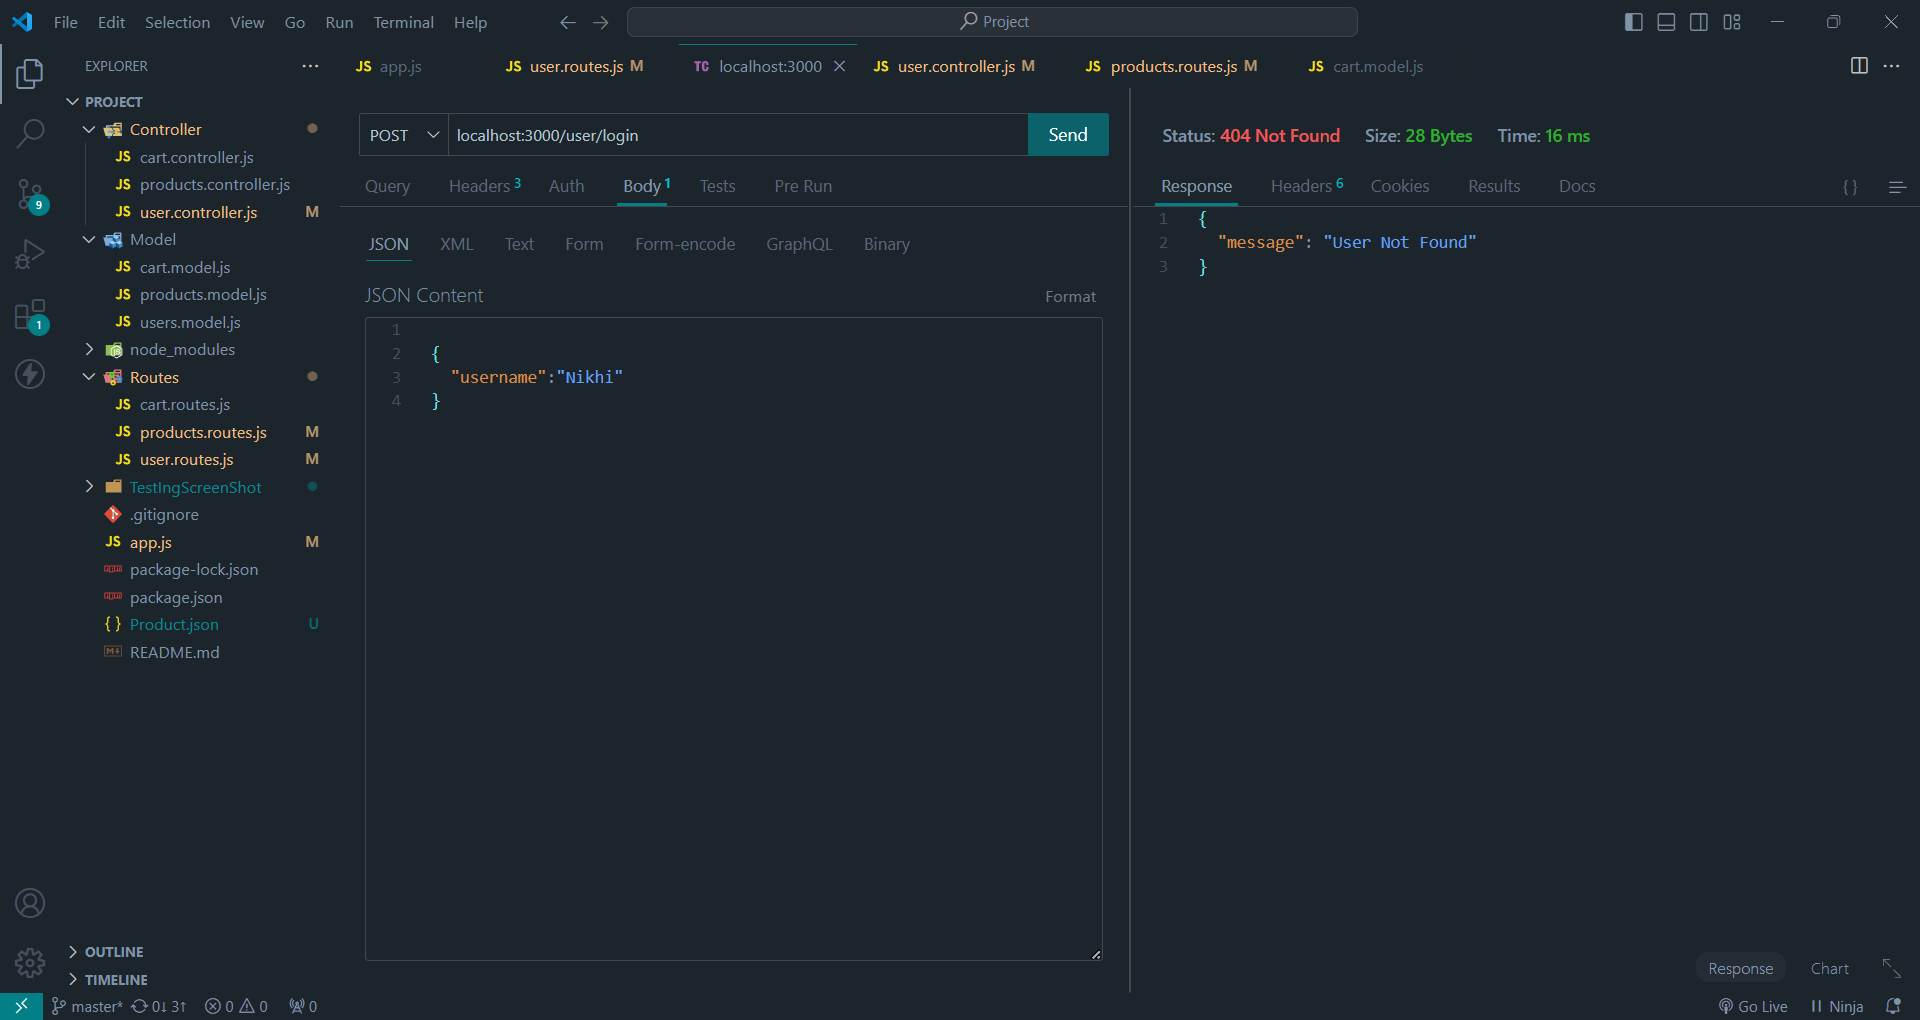 File Edit Selection View Go Run Terminal Help
Project
EXPLORER
JS app.js
JS user.routes.js M
TC localhost:3000
JS user.controller.js M
JS products.routes.js M
JS cart.model.js
PROJECT
Controller
JS cart.controller.js
JS products.controller.js
JS user.controller.js M
Model
JS cart.model.js
JS products.model.js
JS users.model.js
node_modules
Routes
JS cart.routes.js
JS products.routes.js M
JS user.routes.js M
TestIngScreenShot
.gitignore
JS app.js M
package-lock.json
package.json
{ } Product.json U
README.md
9
1
OUTLINE
TIMELINE
POST localhost:3000/user/login Send
Query Headers 3 Auth Body 1 Tests Pre Run
JSON XML Text Form Form-encode GraphQL Binary
JSON Content Format
1
2 {
3 "username":"Nikhi"
4 }
Status: 404 Not Found Size: 28 Bytes Time: 16 ms
Response Headers 6 Cookies Results Docs { }
1 {
2 "message": "User Not Found"
3 }
Response Chart
master* 0↓ 3↑ 0 0 0 Go Live Ninja